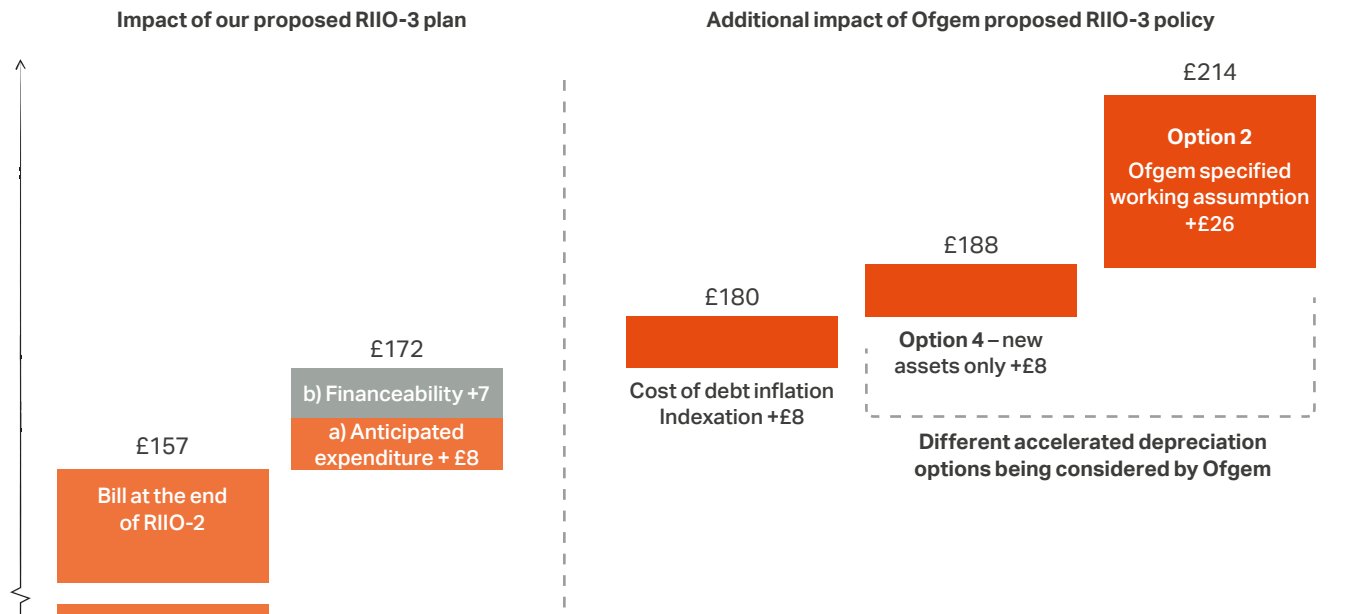 Impact of our proposed RIIO-3 plan
£157
Bill at the end
of RIIO-2
£172
b) Financeability +7
a) Anticipated
expenditure + £8
Additional impact of Ofgem proposed RIIO-3 policy
£180
Cost of debt inflation
Indexation +£8
£188
Option 4 – new
assets only +£8
£214
Option 2
Ofgem specified
working assumption
+£26
Different accelerated depreciation
options being considered by Ofgem